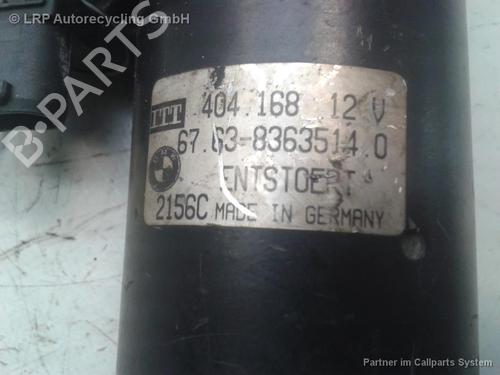 © LRP Autorecycling GmbH
B-Parts
ITT 404.168 12 V
67.63-8363514.0
ENTSTOERT
2156C MADE IN GERMANY
Partner im Callparts System